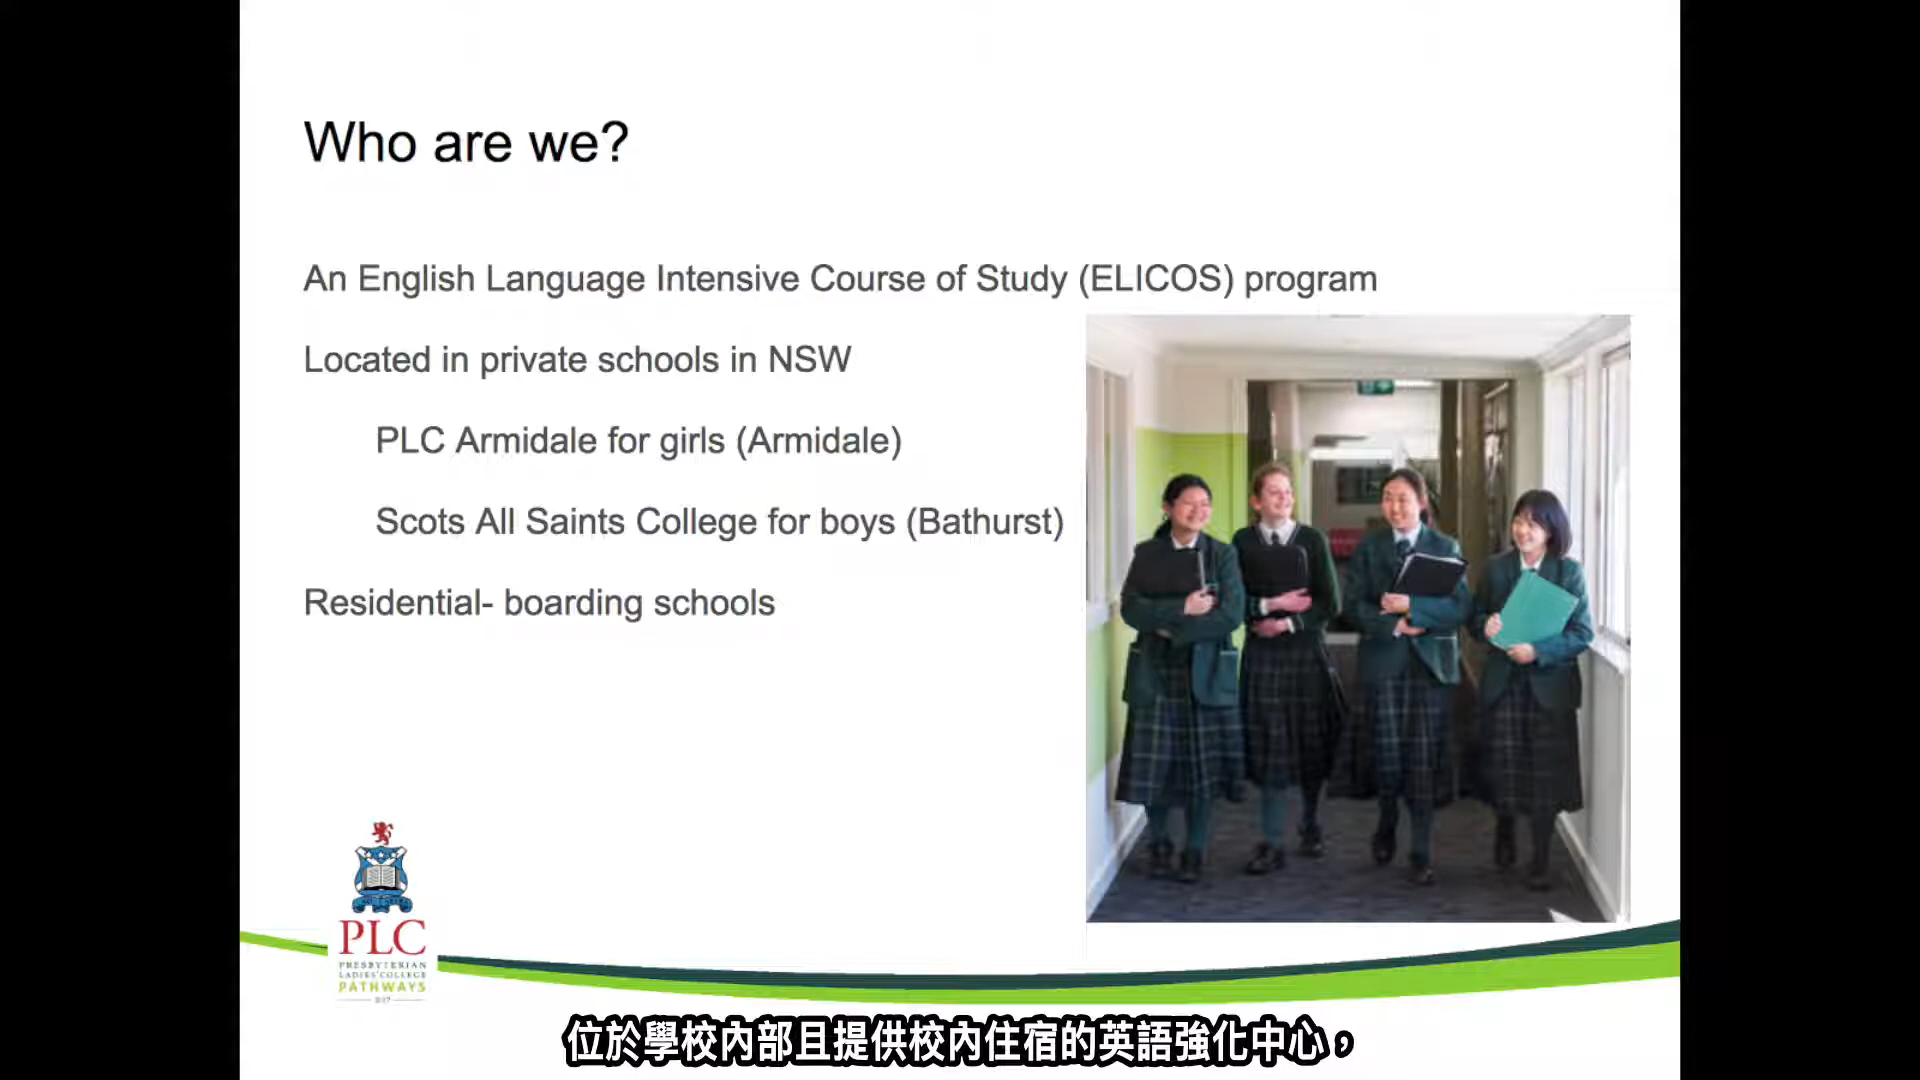 Who are we?
An English Language Intensive Course of Study (ELICOS) program
Located in private schools in NSW
PLC Armidale for girls (Armidale)
Scots All Saints College for boys (Bathurst)
Residential- boarding schools
PLC
PRESBYTERIAN
LADIES' COLLEGE
PATHWAYS
位於學校內部且提供校內住宿的英語強化中心，